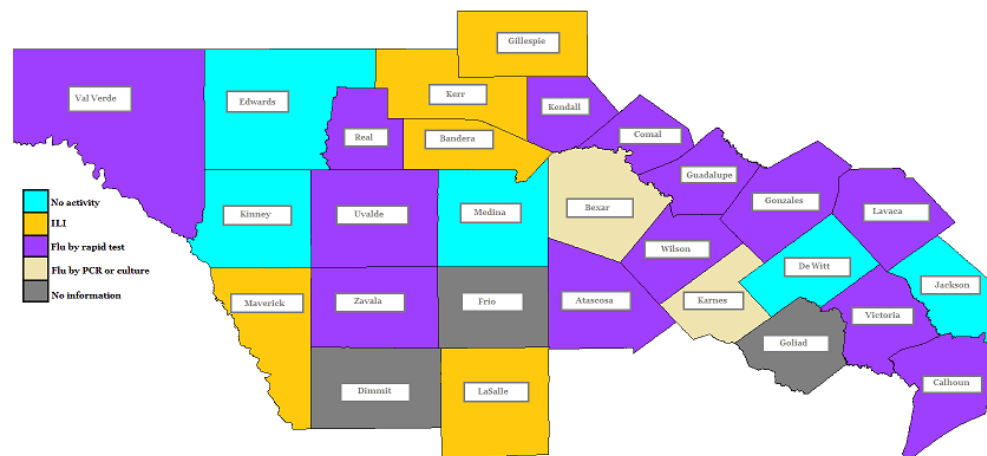 Gillespie
Val Verde
Edwards
Kerr
Kendall
Real
Bandera
Comal
Guadalupe
Kinney
Uvalde
Medina
Bexar
Gonzales
Lavaca
No activity
ILI
Flu by rapid test
Flu by PCR or culture
No information
Wilson
De Witt
Jackson
Maverick
Zavala
Frio
Atascosa
Karnes
Victoria
Goliad
Dimmit
LaSalle
Calhoun